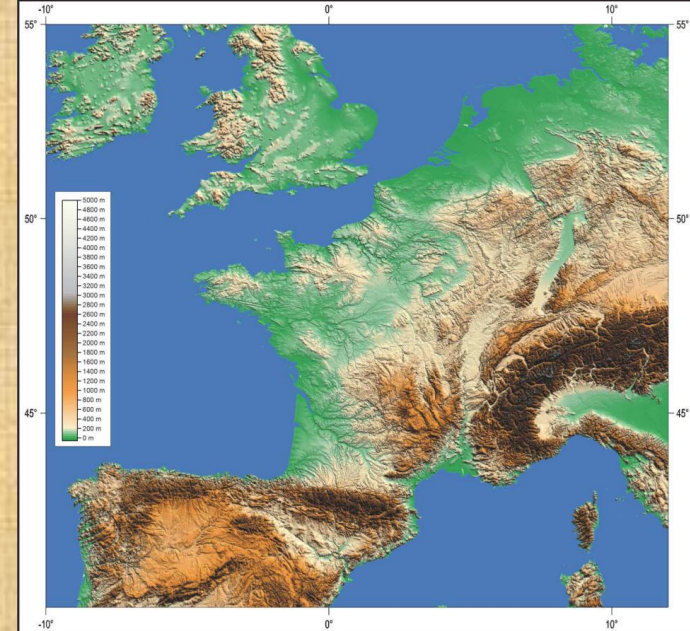 -10°
0°
10°
55°
55°
5000 m
4800 m
4600 m
4400 m
4200 m
4000 m
3800 m
3600 m
3400 m
3200 m
3000 m
2800 m
2600 m
2400 m
2200 m
2000 m
1800 m
1600 m
1400 m
1200 m
1000 m
800 m
600 m
400 m
200 m
0 m
50°
50°
45°
45°
-10°
0°
10°